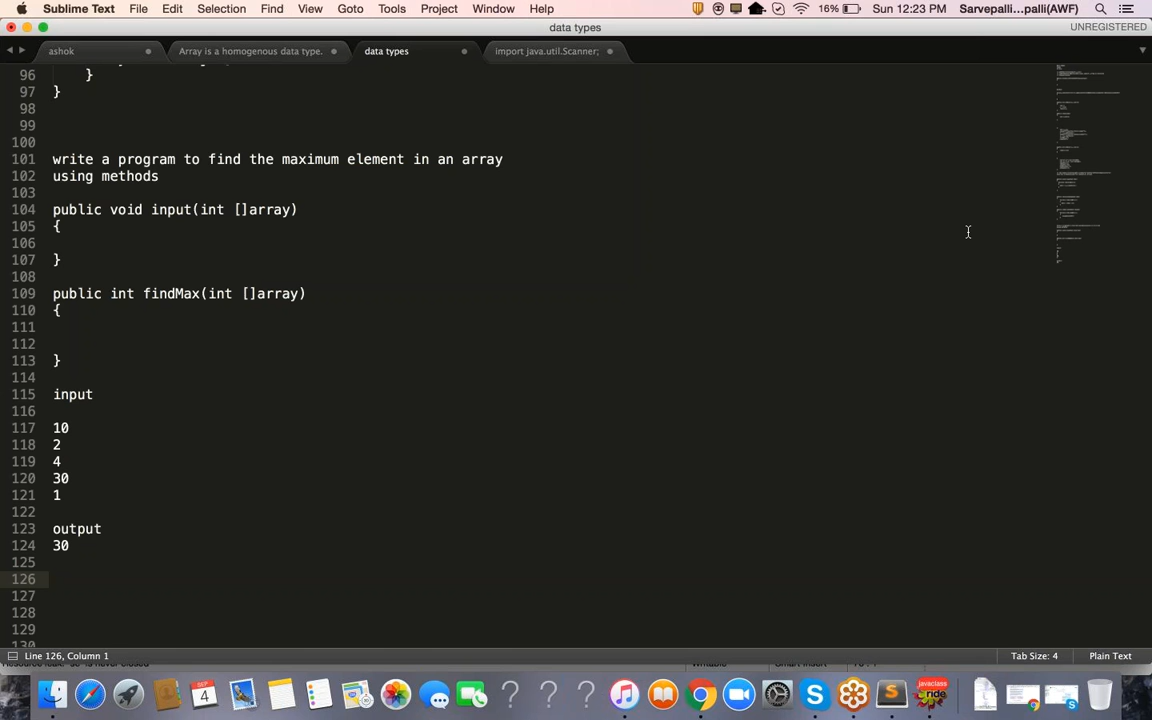 Sublime Text File Edit Selection Find View Goto Tools Project Window Help 16% Sun 12:23 PM Sarvepalli...palli(AWF)
data types UNREGISTERED
ashok Array is a homogenous data type. data types import java.util.Scanner;
96 }
97 }
98
99
100
101 write a program to find the maximum element in an array
102 using methods
103
104 public void input(int []array)
105 {
106
107 }
108
109 public int findMax(int []array)
110 {
111
112
113 }
114
115 input
116
117 10
118 2
119 4
120 30
121 1
122
123 output
124 30
125
126
127
128
129
130
Line 126, Column 1 Tab Size: 4 Plain Text
SEP
4
javaclass
ride